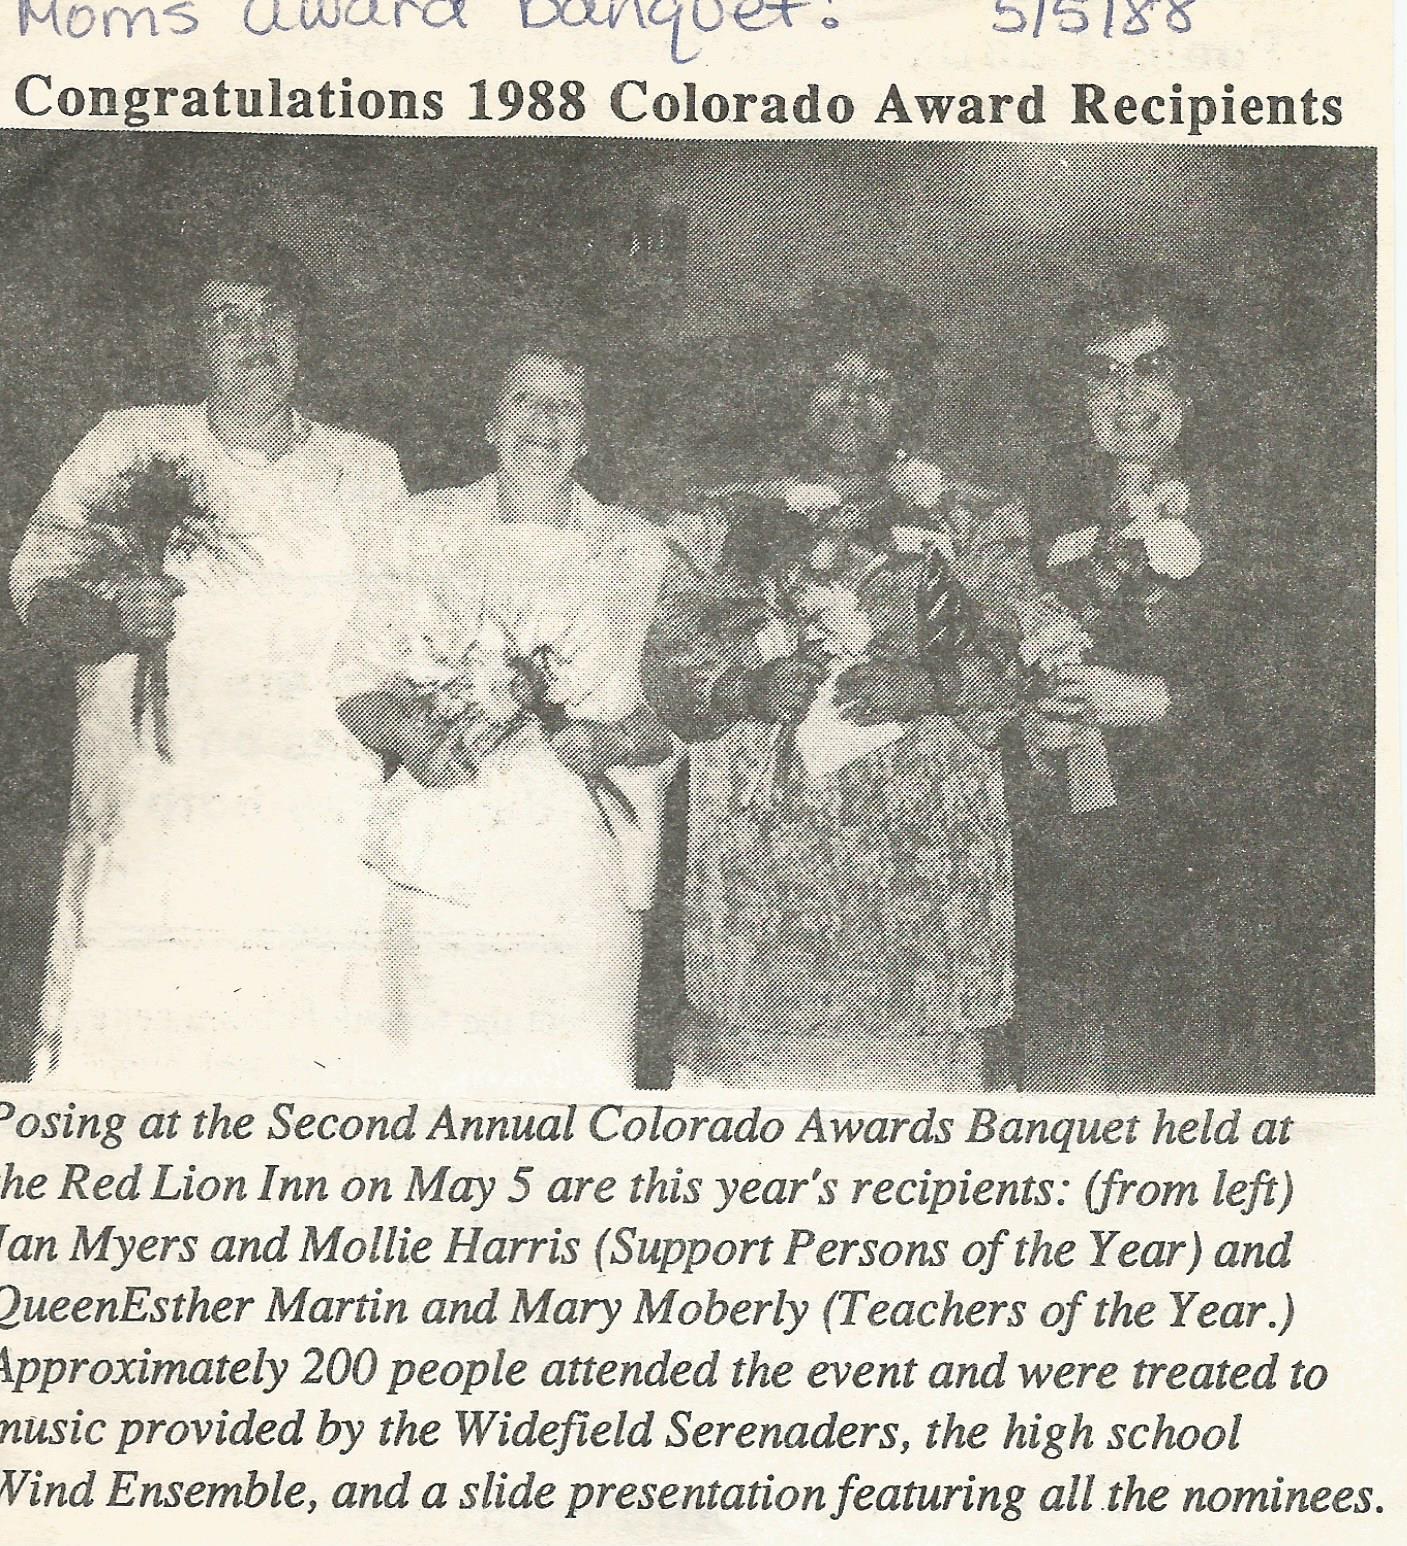 Moms award banquet! 5/5/88
Congratulations 1988 Colorado Award Recipients
Posing at the Second Annual Colorado Awards Banquet held at
the Red Lion Inn on May 5 are this year's recipients: (from left)
Jan Myers and Mollie Harris (Support Persons of the Year) and
QueenEsther Martin and Mary Moberly (Teachers of the Year.)
Approximately 200 people attended the event and were treated to
music provided by the Widefield Serenaders, the high school
Wind Ensemble, and a slide presentation featuring all the nominees.